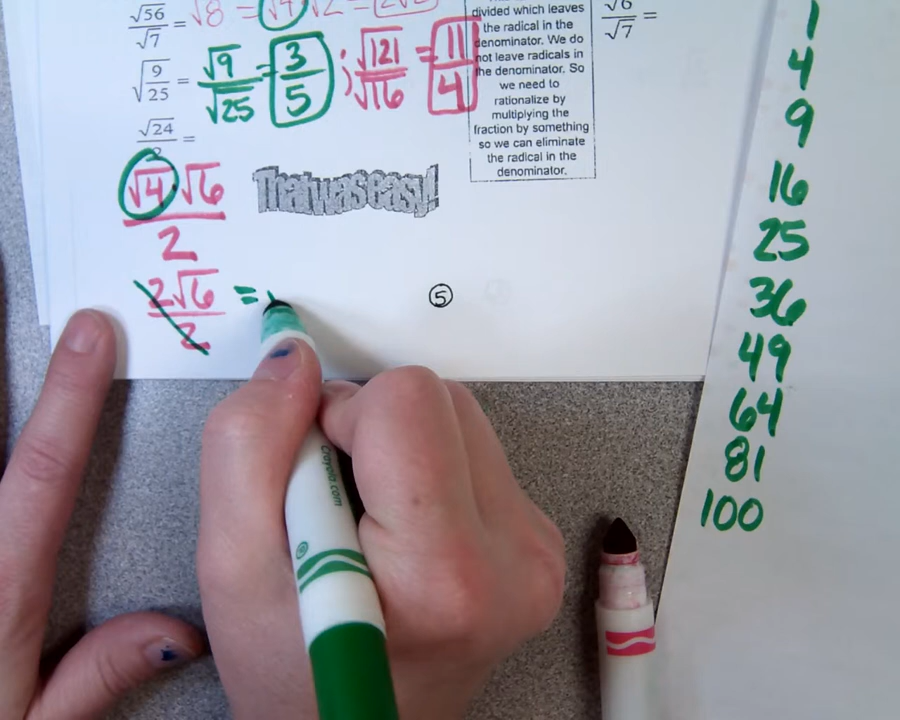 √56/√7 = √8 = √4 √2 = 2√2
√9/25 = √9/√25 = 3/5 ; √121/√16 = 11/4
√24/2 =
√4 · √6 / 2
2√6/2 =
That was easy!
divided which leaves
the radical in the
denominator. We do
not leave radicals in
the denominator. So
we need to
rationalize by
multiplying the
fraction by something
so we can eliminate
the radical in the
denominator.
√6/√7 =
5
1
4
9
16
25
36
49
64
81
100
Crayola.com